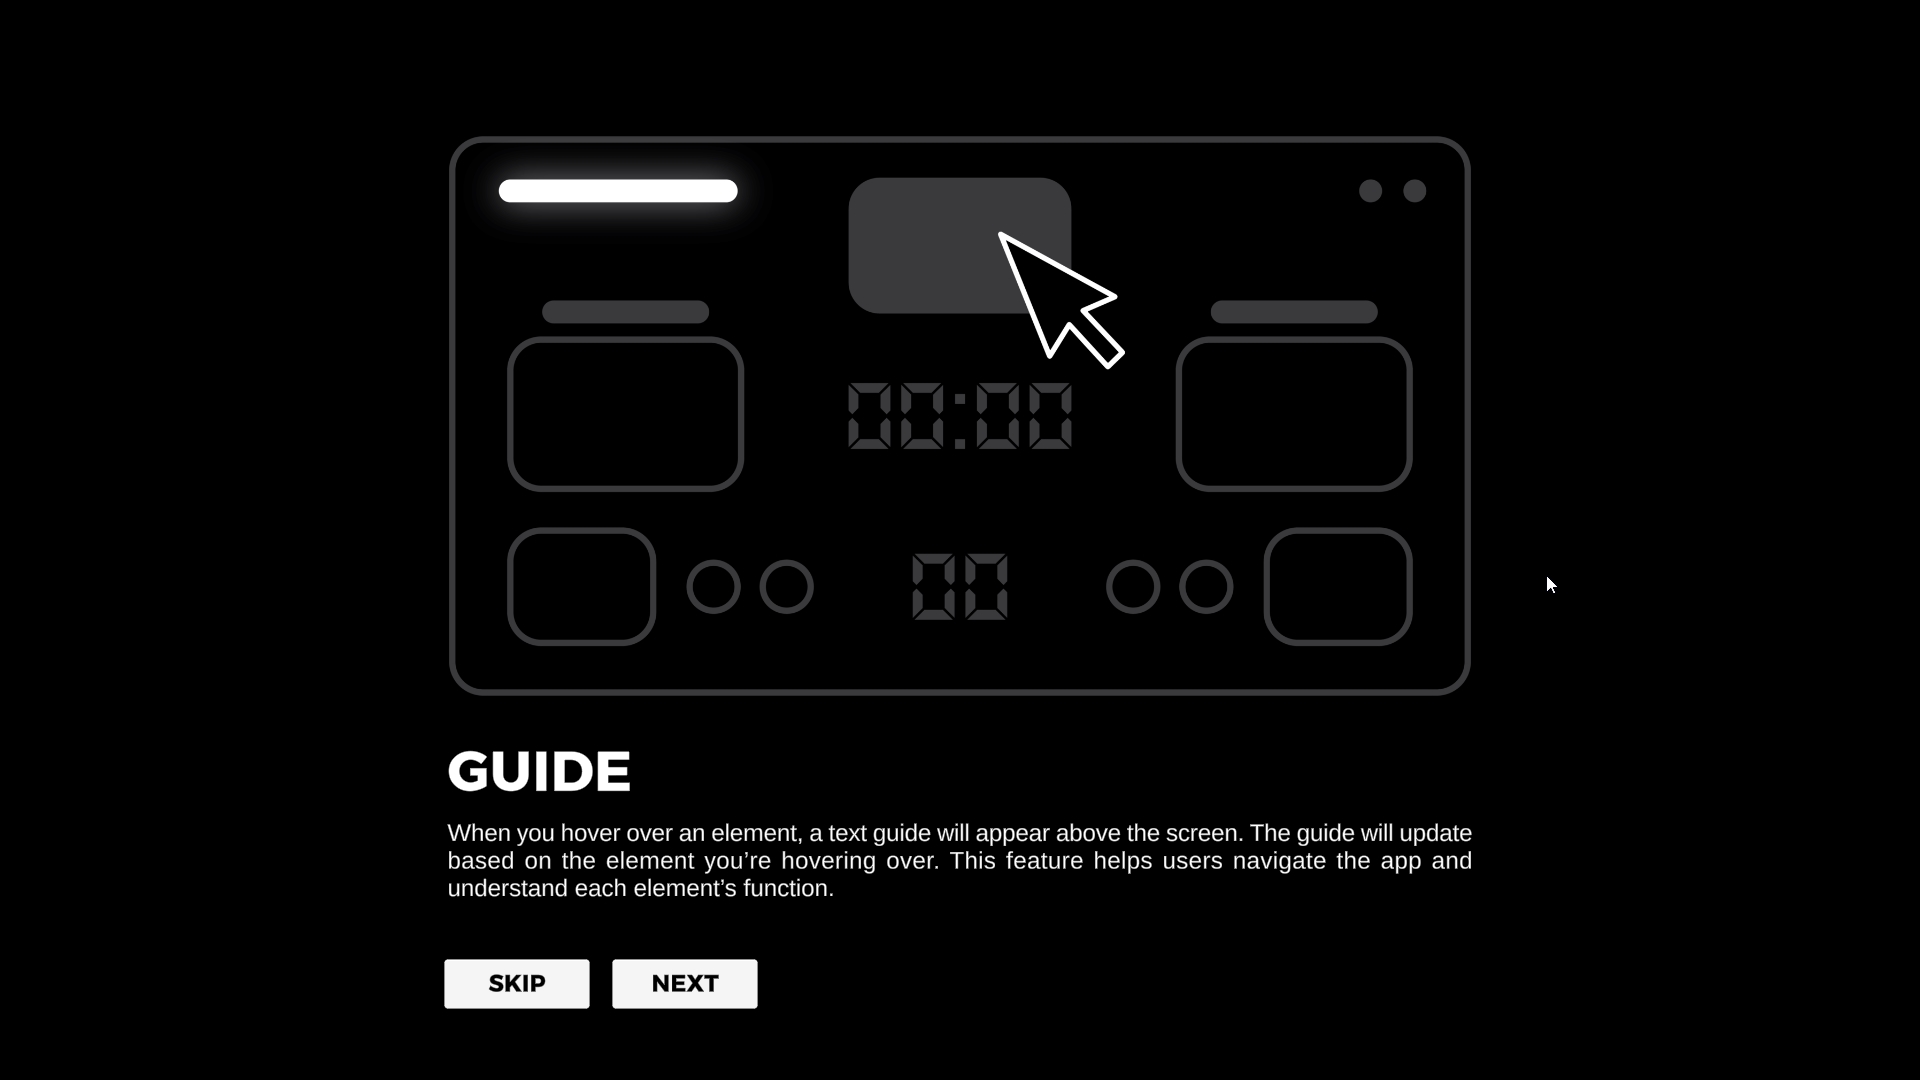 00:00
00
GUIDE
When you hover over an element, a text guide will appear above the screen. The guide will update
based on the element you’re hovering over. This feature helps users navigate the app and
understand each element’s function.
SKIP NEXT